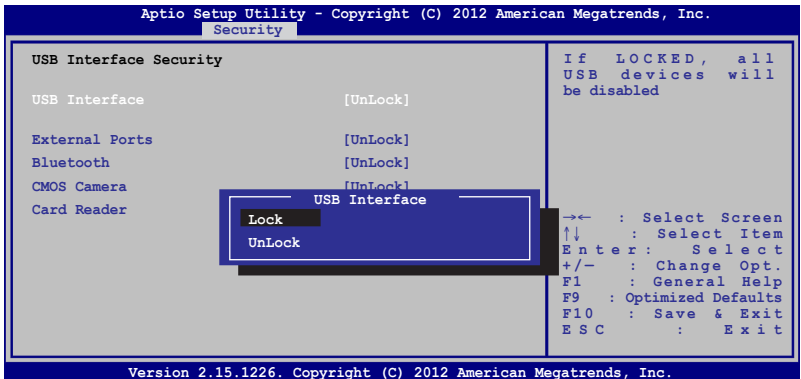 Aptio Setup Utility - Copyright (C) 2012 American Megatrends, Inc.
Security
USB Interface Security
USB Interface [UnLock]
External Ports [UnLock]
Bluetooth [UnLock]
CMOS Camera [UnLock]
Card Reader
USB Interface
Lock
UnLock
If LOCKED, all
USB devices will
be disabled
→← : Select Screen
↑↓ : Select Item
Enter: Select
+/— : Change Opt.
F1 : General Help
F9 : Optimized Defaults
F10 : Save & Exit
ESC : Exit
Version 2.15.1226. Copyright (C) 2012 American Megatrends, Inc.